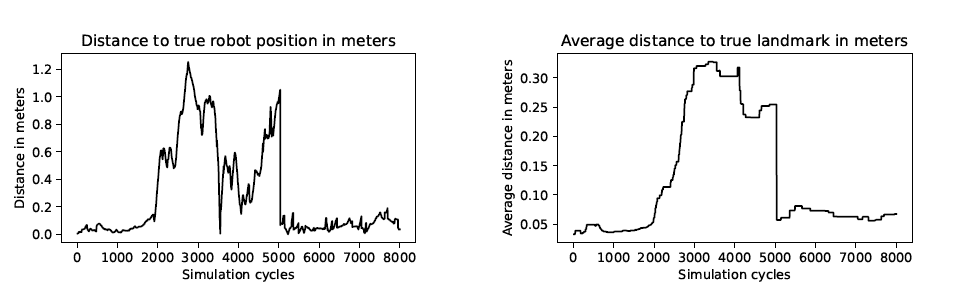 Distance to true robot position in meters
Distance in meters
1.2
1.0
0.8
0.6
0.4
0.2
0.0
0 1000 2000 3000 4000 5000 6000 7000 8000
Simulation cycles
Average distance to true landmark in meters
Average distance in meters
0.30
0.25
0.20
0.15
0.10
0.05
0 1000 2000 3000 4000 5000 6000 7000 8000
Simulation cycles